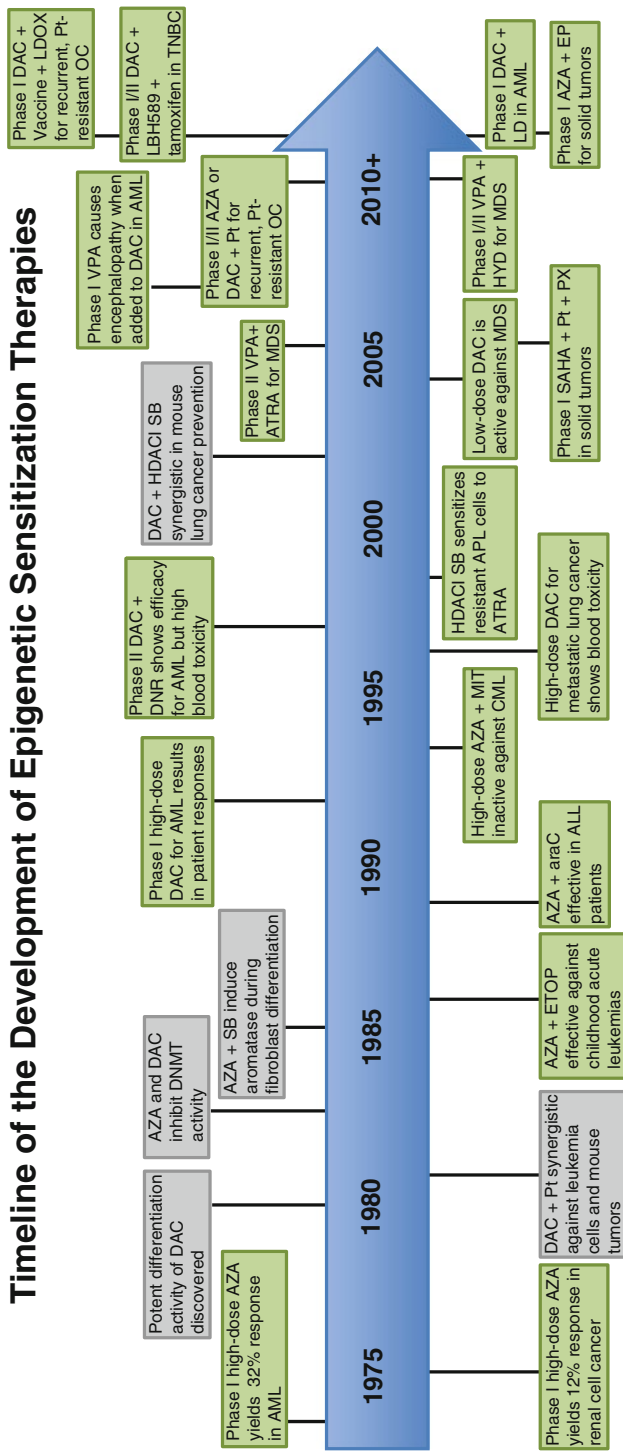 Timeline of the Development of Epigenetic Sensitization Therapies
Phase I high-dose AZA
yields 32% response
in AML
Potent differentiation
activity of DAC
discovered
AZA and DAC
inhibit DNMT
activity
AZA + SB induce
aromatase during
fibroblast differentiation
Phase I high-dose
DAC for AML results
in patient responses
Phase II DAC +
DNR shows efficacy
for AML but high
blood toxicity
DAC + HDACI SB
synergistic in mouse
lung cancer prevention
Phase II VPA+
ATRA for MDS
Phase I VPA causes
encephalopathy when
added to DAC in AML
Phase I/II AZA or
DAC + Pt for
recurrent, Pt-
resistant OC
Phase I DAC +
Vaccine + LDOX
for recurrent, Pt-
resistant OC
Phase I/II DAC +
LBH589 +
tamoxifen in TNBC
1975
1980
1985
1990
1995
2000
2005
2010+
Phase I high-dose AZA
yields 12% response in
renal cell cancer
DAC + Pt synergistic
against leukemia
cells and mouse
tumors
AZA + ETOP
effective against
childhood acute
leukemias
AZA + araC
effective in ALL
patients
High-dose AZA + MIT
inactive against CML
High-dose DAC for
metastatic lung cancer
shows blood toxicity
HDACI SB sensitizes
resistant APL cells to
ATRA
Low-dose DAC is
active against MDS
Phase I SAHA + Pt + PX
in solid tumors
Phase I/II VPA +
HYD for MDS
Phase I DAC +
LD in AML
Phase I AZA + EP
for solid tumors